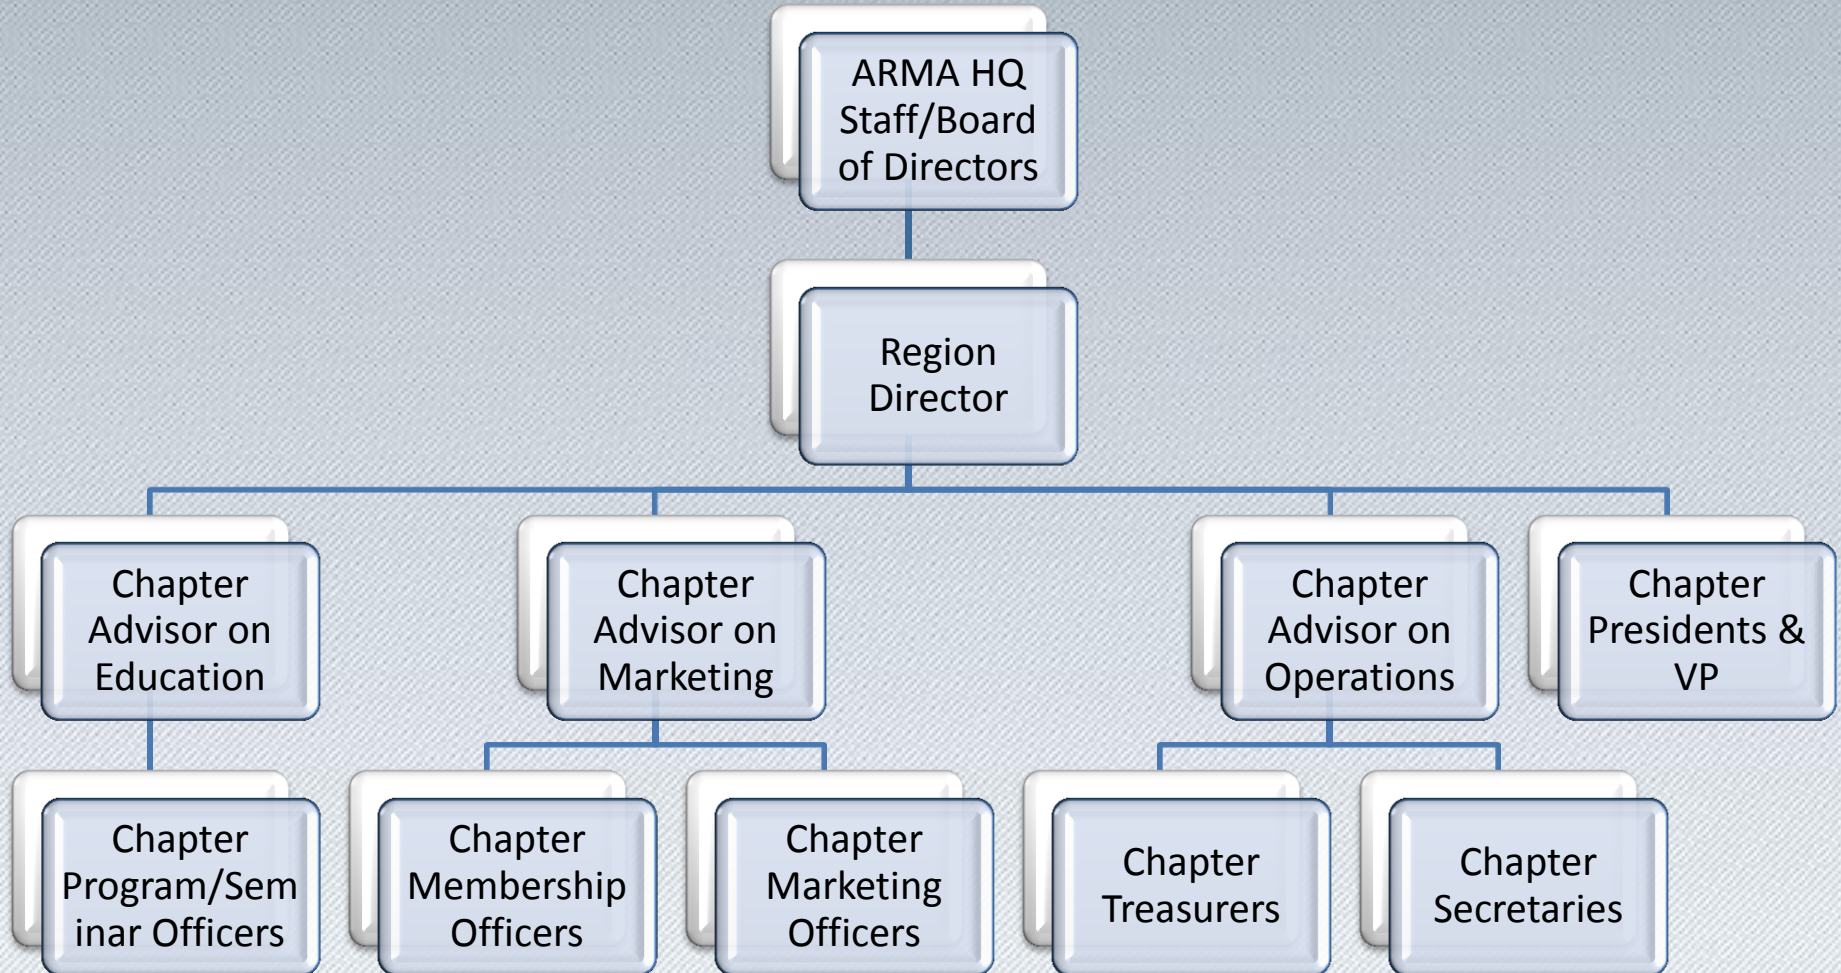 ARMA HQ
Staff/Board
of Directors
Region
Director
Chapter
Advisor on
Education
Chapter
Advisor on
Marketing
Chapter
Advisor on
Operations
Chapter
Presidents &
VP
Chapter
Program/Sem
inar Officers
Chapter
Membership
Officers
Chapter
Marketing
Officers
Chapter
Treasurers
Chapter
Secretaries